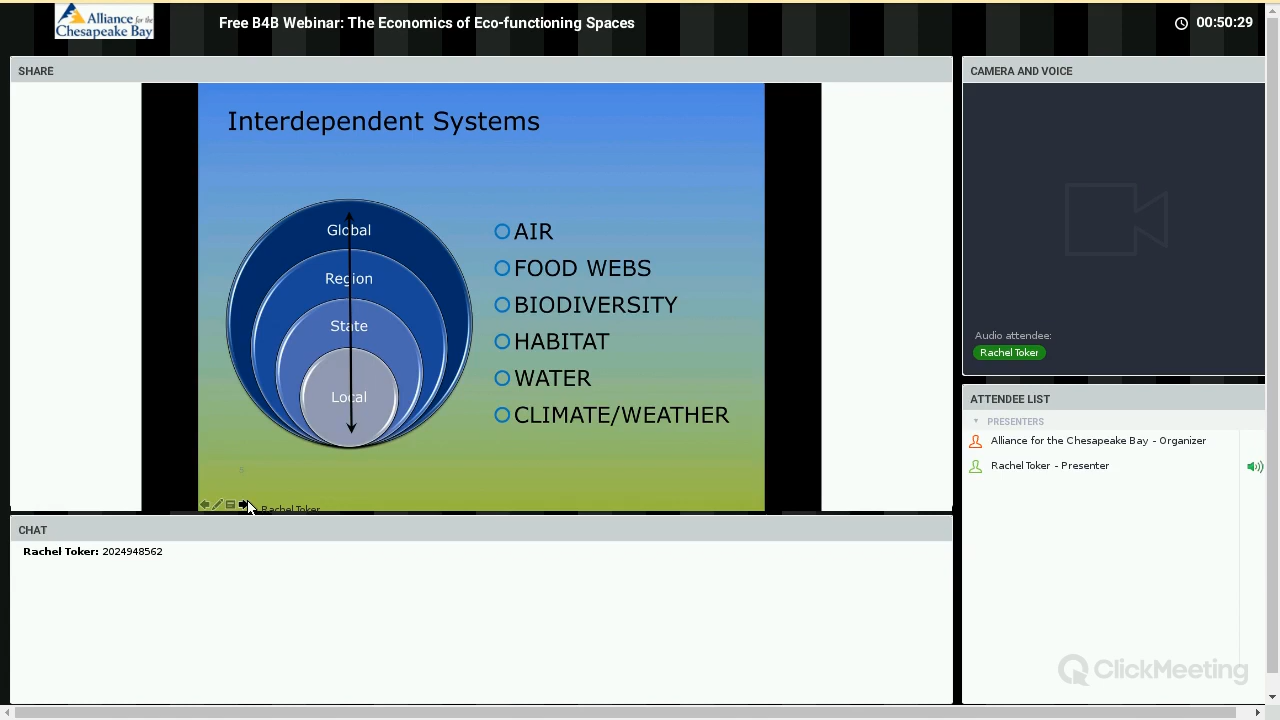 Alliance for the
Chesapeake Bay
Free B4B Webinar: The Economics of Eco-functioning Spaces
00:50:29
SHARE
Interdependent Systems
Global
Region
State
Local
AIR
FOOD WEBS
BIODIVERSITY
HABITAT
WATER
CLIMATE/WEATHER
5
Rachel Toker
CHAT
Rachel Toker: 2024948562
CAMERA AND VOICE
Audio attendee:
Rachel Toker
ATTENDEE LIST
PRESENTERS
Alliance for the Chesapeake Bay - Organizer
Rachel Toker - Presenter
ClickMeeting